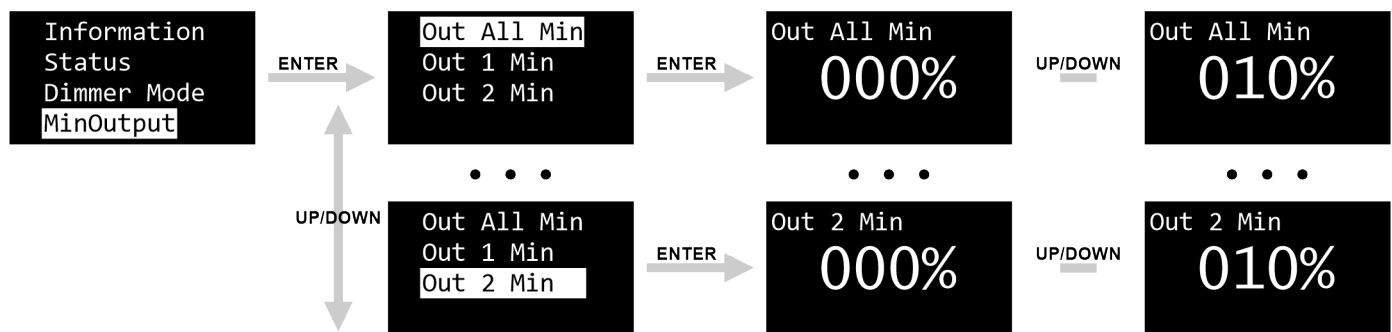 Information
Status
Dimmer Mode
MinOutput
ENTER
Out All Min
Out 1 Min
Out 2 Min
ENTER
Out All Min
000%
UP/DOWN
Out All Min
010%
• • •
• • •
• • •
UP/DOWN
Out All Min
Out 1 Min
Out 2 Min
ENTER
Out 2 Min
000%
UP/DOWN
Out 2 Min
010%